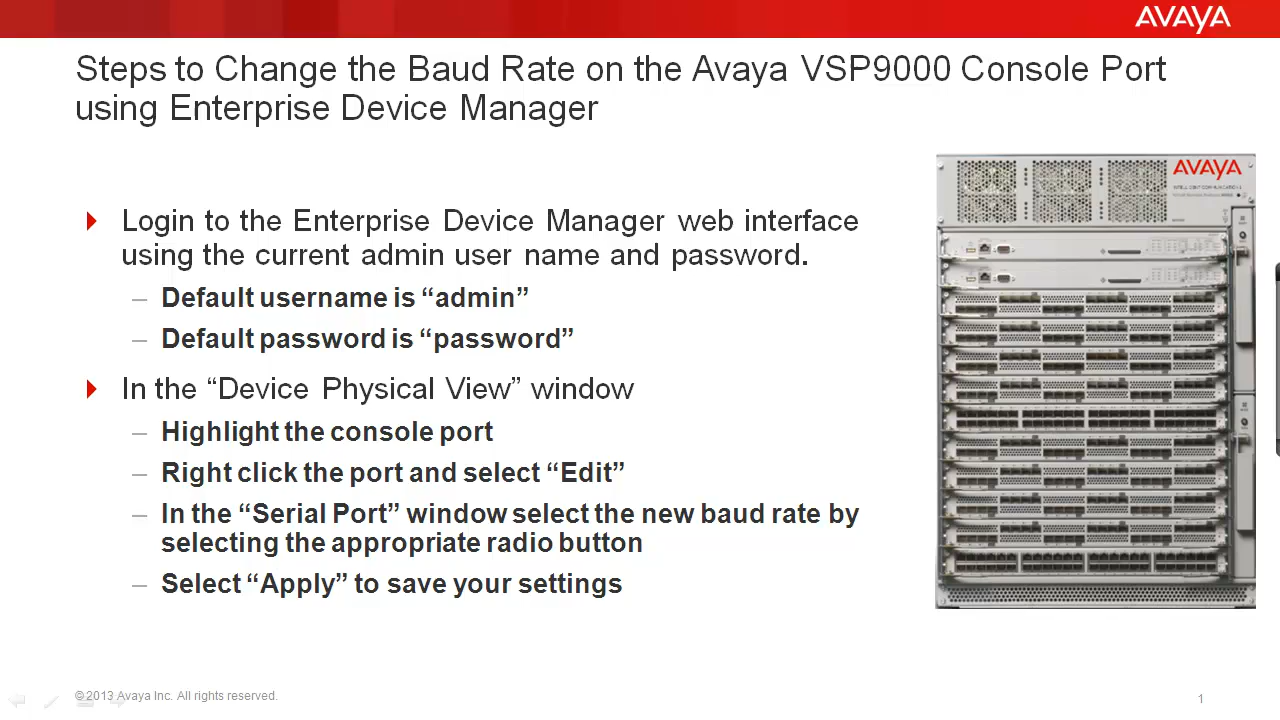 AVAYA
Steps to Change the Baud Rate on the Avaya VSP9000 Console Port
using Enterprise Device Manager
Login to the Enterprise Device Manager web interface
using the current admin user name and password.
– Default username is “admin”
– Default password is “password”
In the “Device Physical View” window
– Highlight the console port
– Right click the port and select “Edit”
– In the “Serial Port” window select the new baud rate by
selecting the appropriate radio button
– Select “Apply” to save your settings
AVAYA
©2013 Avaya Inc. All rights reserved.
1